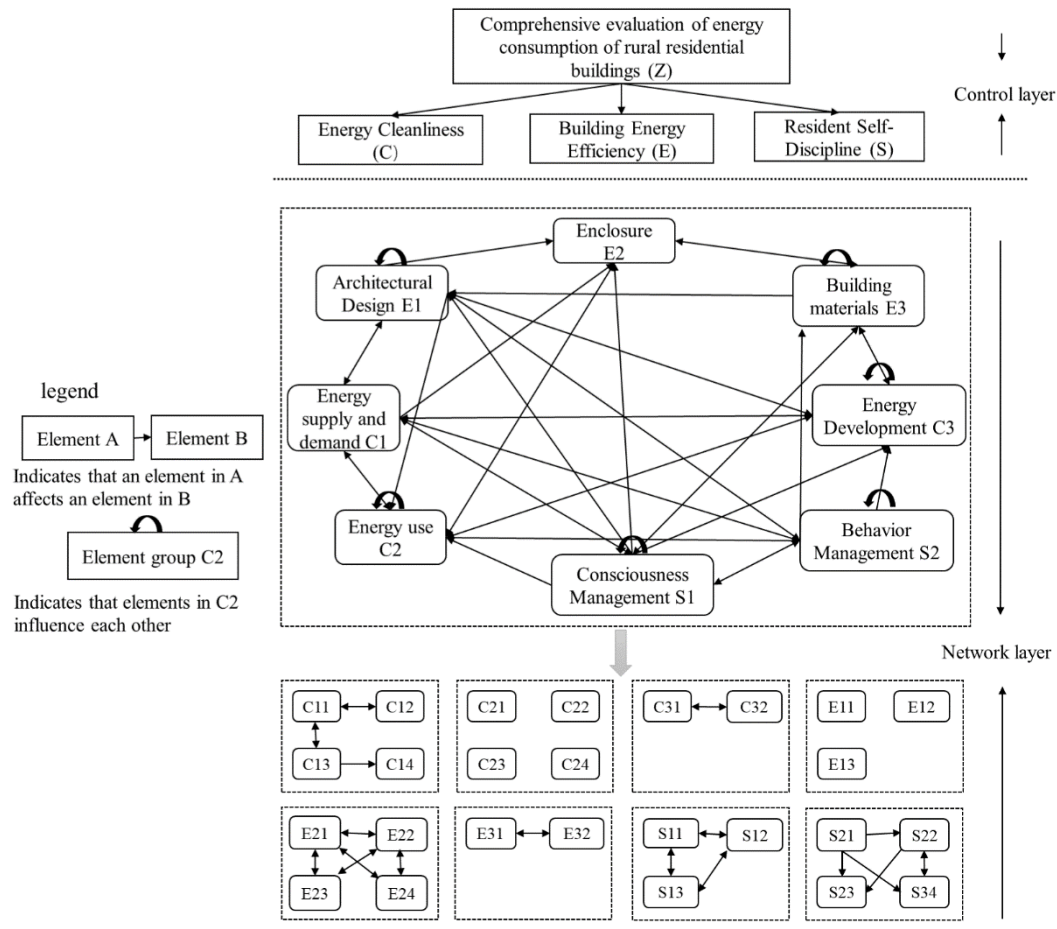 Comprehensive evaluation of energy
consumption of rural residential
buildings (Z)
Control layer
Energy Cleanliness
(C)
Building Energy
Efficiency (E)
Resident Self-
Discipline (S)
Enclosure
E2
Architectural
Design E1
Building
materials E3
Energy
supply and
demand C1
Energy
Development C3
Energy use
C2
Behavior
Management S2
Consciousness
Management S1
legend
Element A
Element B
Indicates that an element in A
affects an element in B
Element group C2
Indicates that elements in C2
influence each other
Network layer
C11
C12
C13
C14
C21
C22
C23
C24
C31
C32
E11
E12
E13
E21
E22
E23
E24
E31
E32
S11
S12
S13
S21
S22
S23
S34